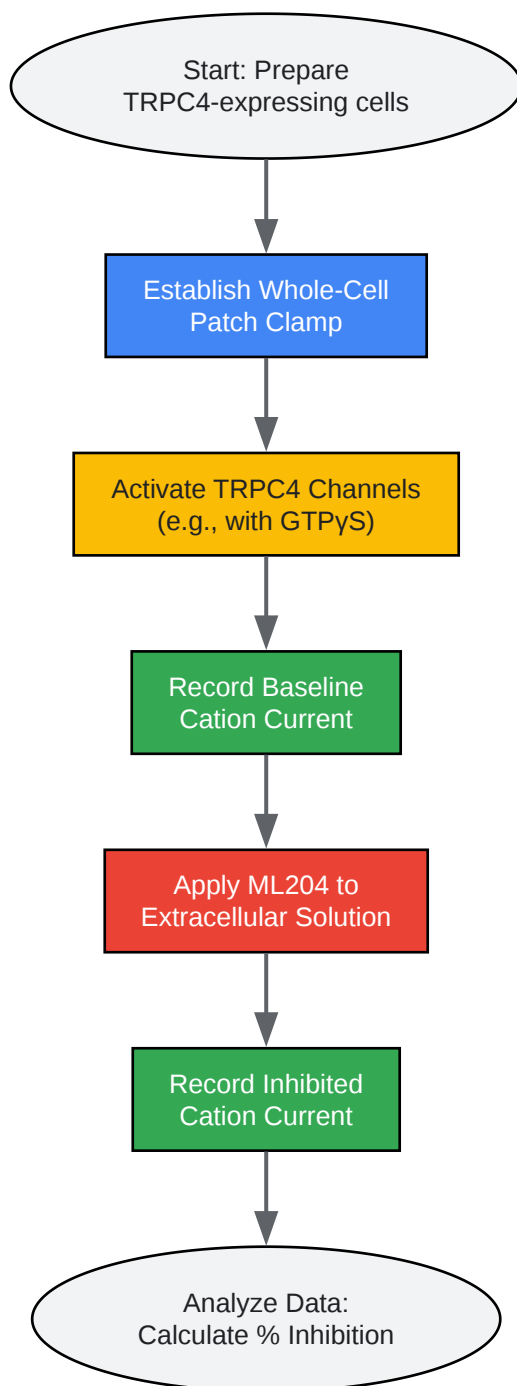 Start: Prepare
TRPC4-expressing cells
Establish Whole-Cell
Patch Clamp
Activate TRPC4 Channels
(e.g., with GTPγS)
Record Baseline
Cation Current
Apply ML204 to
Extracellular Solution
Record Inhibited
Cation Current
Analyze Data:
Calculate % Inhibition